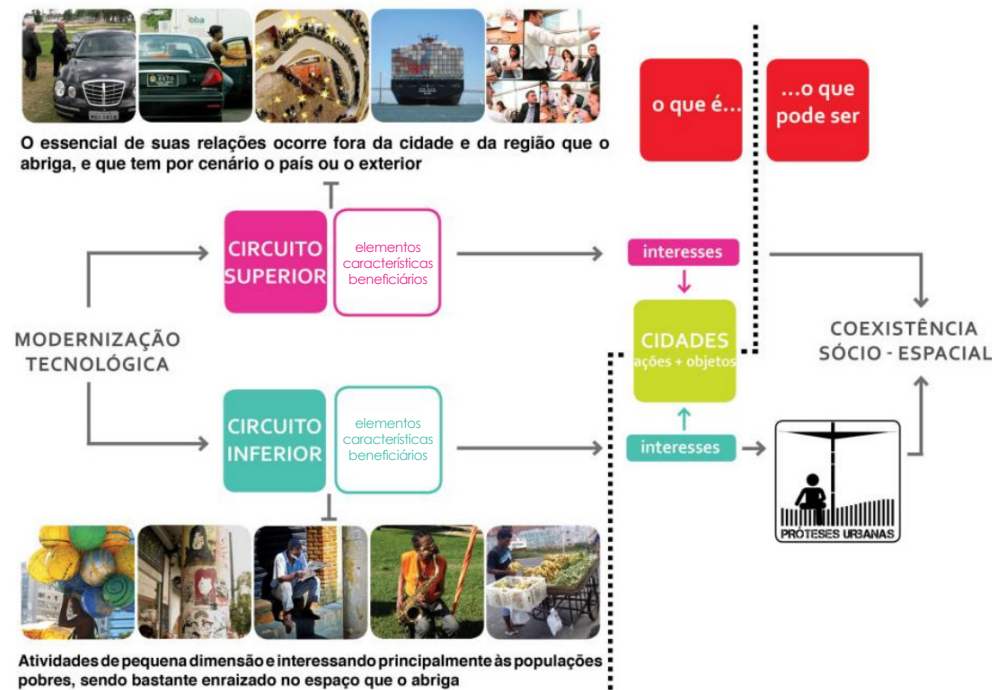 oba
O essencial de suas relações ocorre fora da cidade e da região que o
abriga, e que tem por cenário o país ou o exterior
o que é...
...o que
pode ser
CIRCUITO
SUPERIOR
elementos
características
beneficiários
interesses
MODERNIZAÇÃO
TECNOLÓGICA
CIDADES
ações + objetos
COEXISTÊNCIA
SÓCIO - ESPACIAL
CIRCUITO
INFERIOR
elementos
características
beneficiários
interesses
PRÓTESES URBANAS
Atividades de pequena dimensão e interessando principalmente às populações
pobres, sendo bastante enraizado no espaço que o abriga